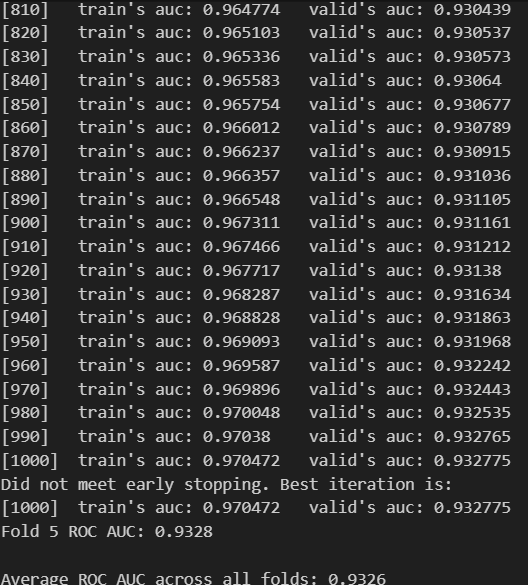 [810] train's auc: 0.964774 valid's auc: 0.930439
[820] train's auc: 0.965103 valid's auc: 0.930537
[830] train's auc: 0.965336 valid's auc: 0.930573
[840] train's auc: 0.965583 valid's auc: 0.93064
[850] train's auc: 0.965754 valid's auc: 0.930677
[860] train's auc: 0.966012 valid's auc: 0.930789
[870] train's auc: 0.966237 valid's auc: 0.930915
[880] train's auc: 0.966357 valid's auc: 0.931036
[890] train's auc: 0.966548 valid's auc: 0.931105
[900] train's auc: 0.967311 valid's auc: 0.931161
[910] train's auc: 0.967466 valid's auc: 0.931212
[920] train's auc: 0.967717 valid's auc: 0.93138
[930] train's auc: 0.968287 valid's auc: 0.931634
[940] train's auc: 0.968828 valid's auc: 0.931863
[950] train's auc: 0.969093 valid's auc: 0.931968
[960] train's auc: 0.969587 valid's auc: 0.932242
[970] train's auc: 0.969896 valid's auc: 0.932443
[980] train's auc: 0.970048 valid's auc: 0.932535
[990] train's auc: 0.97038 valid's auc: 0.932765
[1000] train's auc: 0.970472 valid's auc: 0.932775
Did not meet early stopping. Best iteration is:
[1000] train's auc: 0.970472 valid's auc: 0.932775
Fold 5 ROC AUC: 0.9328
Average ROC AUC across all folds: 0.9326